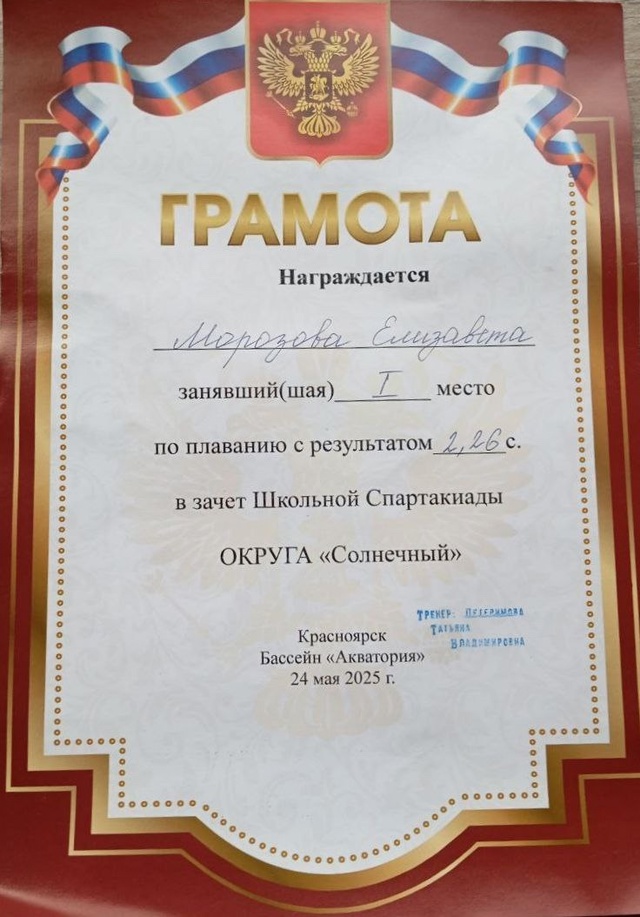 ГРАМОТА
Награждается
Морозова Елизавета
занявший(шая) I место
по плаванию с результатом 2,26 с.
в зачет Школьной Спартакиады
ОКРУГА «Солнечный»
ТРЕНЕР:
ТАТЬЯНА
ВЛАДИМИРОВНА
Красноярск
Бассейн «Акватория»
24 мая 2025 г.